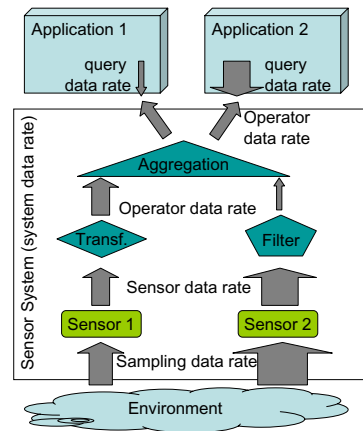 Application 1
Application 2
query
data rate
query
data rate
Operator
data rate
Sensor System (system data rate)
Aggregation
Operator data rate
Transf.
Filter
Sensor data rate
Sensor 1
Sensor 2
Sampling data rate
Environment